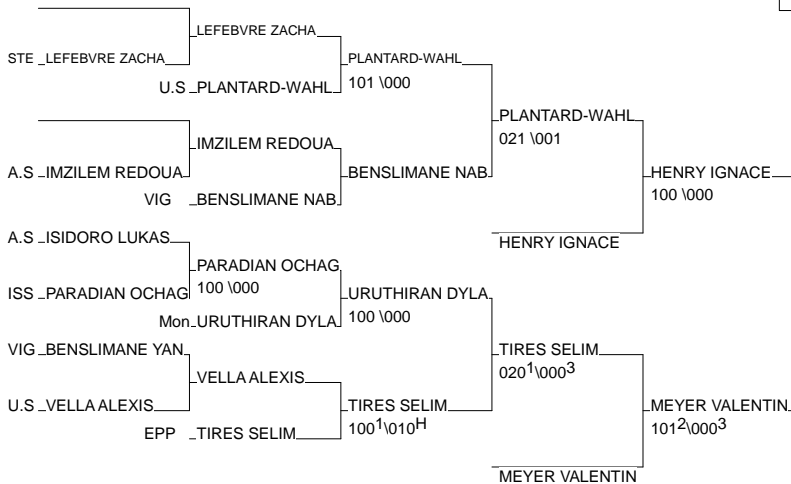 LEFEBVRE ZACHA
STE LEFEBVRE ZACHA
PLANTARD-WAHL
U.S PLANTARD-WAHL
101 \000
PLANTARD-WAHL
021 \001
IMZILEM REDOUA
A.S IMZILEM REDOUA
BENSLIMANE NAB
HENRY IGNACE
100 \000
VIG BENSLIMANE NAB
A.S ISIDORO LUKAS
HENRY IGNACE
PARADIAN OCHAG
100 \000
ISS PARADIAN OCHAG
URUTHIRAN DYLA
100 \000
Mon URUTHIRAN DYLA
VIG BENSLIMANE YAN
TIRES SELIM
020¹\000³
VELLA ALEXIS
U.S VELLA ALEXIS
TIRES SELIM
100¹\010ᴴ
MEYER VALENTIN
101²\000³
EPP TIRES SELIM
MEYER VALENTIN